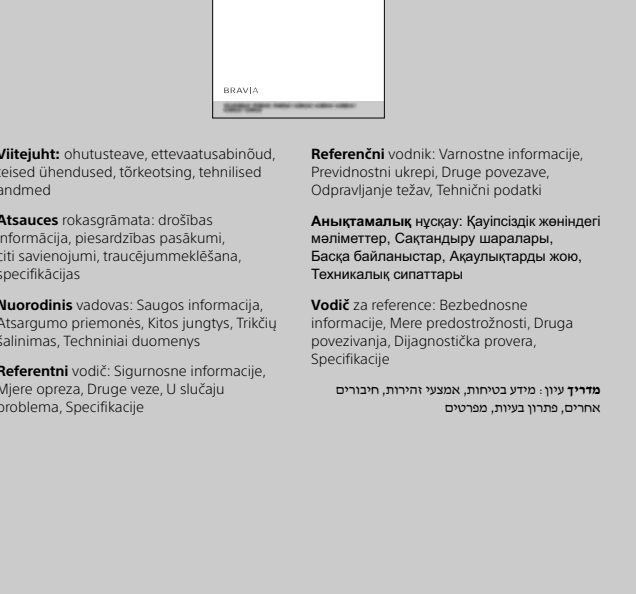 BRAVIA
Viitejuht: ohutusteave, ettevaatusabinõud,
teised ühendused, tõrkeotsing, tehnilised
andmed
Atsauces rokasgrāmata: drošības
informācija, piesardzības pasākumi,
citi savienojumi, traucējummeklēšana,
specifikācijas
Nuorodinis vadovas: Saugos informacija,
Atsargumo priemonės, Kitos jungtys, Trikčių
šalinimas, Techniniai duomenys
Referentni vodič: Sigurnosne informacije,
Mjere opreza, Druge veze, U slučaju
problema, Specifikacije
Referenčni vodnik: Varnostne informacije,
Previdnostni ukrepi, Druge povezave,
Odpravljanje težav, Tehnični podatki
Анықтамалық нұсқау: Қауіпсіздік жөніндегі
мәліметтер, Сақтандыру шаралары,
Басқа байланыстар, Ақаулықтарды жою,
Техникалық сипаттары
Vodič za reference: Bezbednosne
informacije, Mere predostrožnosti, Druga
povezivanja, Dijagnostička provera,
Specifikacije
מדריך עיון: מידע בטיחות, אמצעי זהירות, חיבורים
אחרים, פתרון בעיות, מפרטים